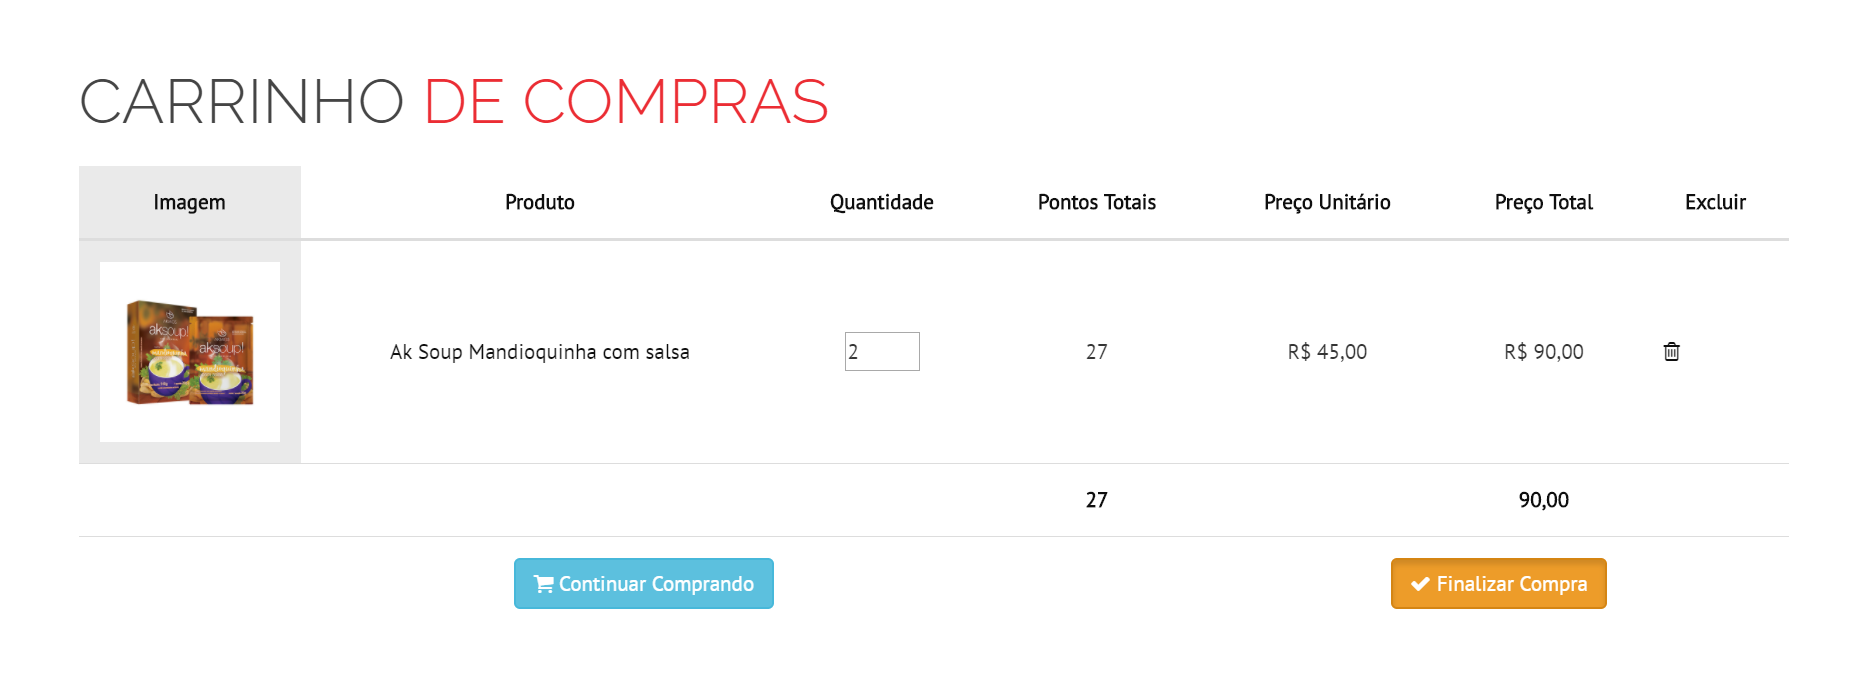 CARRINHO DE COMPRAS
Imagem Produto Quantidade Pontos Totais Preço Unitário Preço Total Excluir
aksoup!
aksoup!
Ak Soup Mandioquinha com salsa 2 27 R$ 45,00 R$ 90,00
27 90,00
Continuar Comprando Finalizar Compra